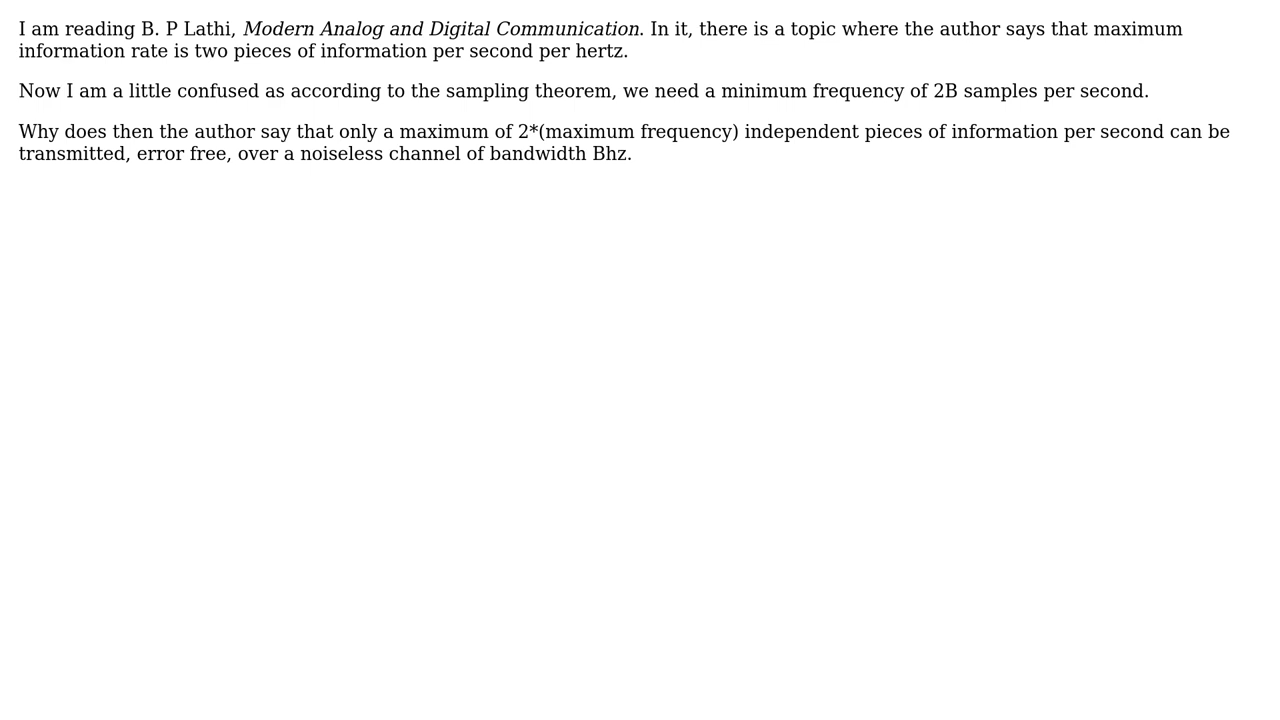 I am reading B. P Lathi, Modern Analog and Digital Communication. In it, there is a topic where the author says that maximum
information rate is two pieces of information per second per hertz.
Now I am a little confused as according to the sampling theorem, we need a minimum frequency of 2B samples per second.
Why does then the author say that only a maximum of 2*(maximum frequency) independent pieces of information per second can be
transmitted, error free, over a noiseless channel of bandwidth Bhz.